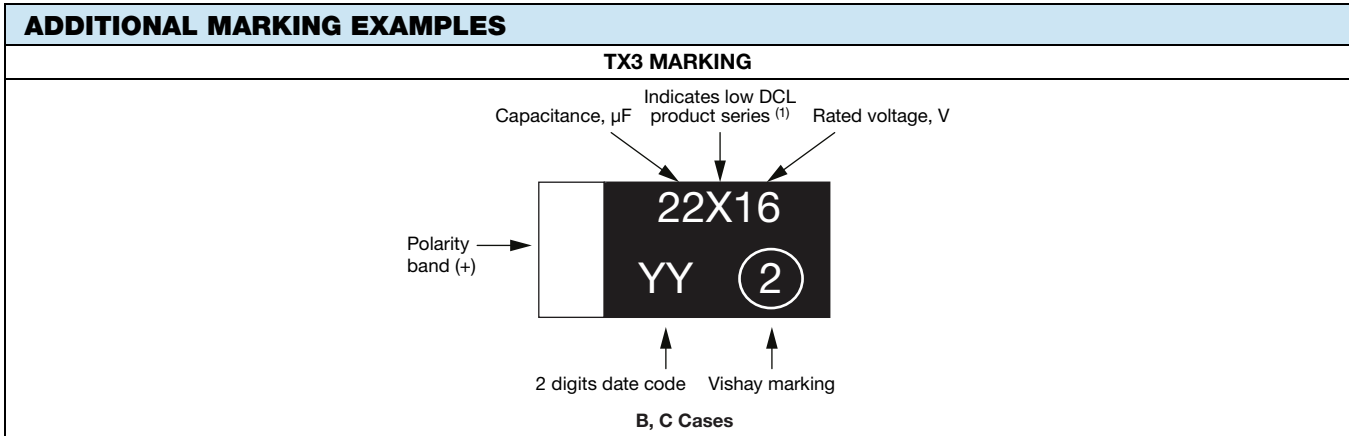 ADDITIONAL MARKING EXAMPLES
TX3 MARKING
Indicates low DCL
Capacitance, µF product series (1) Rated voltage, V
22X16
Polarity
band (+)
YY 2
2 digits date code Vishay marking
B, C Cases